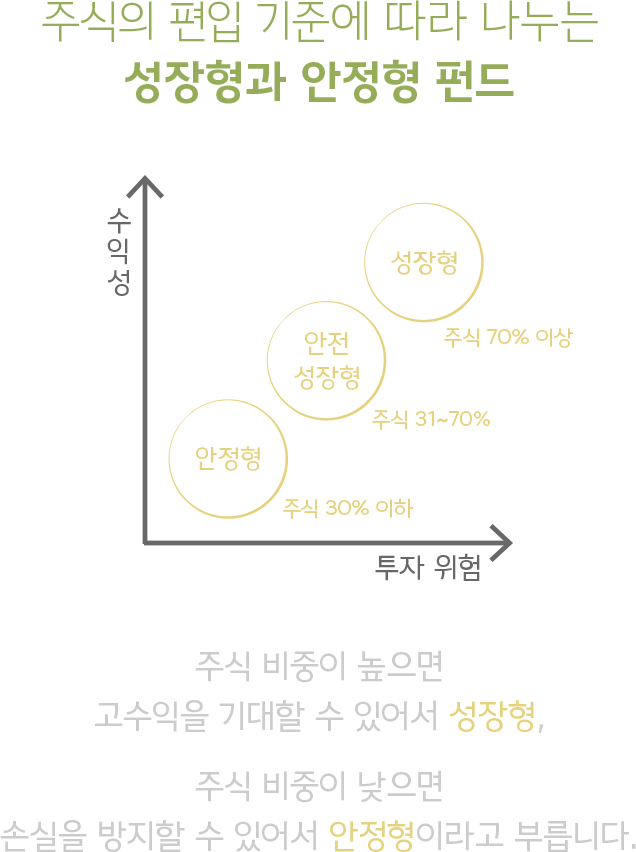 주식의 편입 기준에 따라 나누는
성장형과 안정형 펀드
수익성
성장형
주식 70% 이상
안전
성장형
주식 31~70%
안정형
주식 30% 이하
투자 위험
주식 비중이 높으면
고수익을 기대할 수 있어서 성장형,
주식 비중이 낮으면
손실을 방지할 수 있어서 안정형이라고 부릅니다.